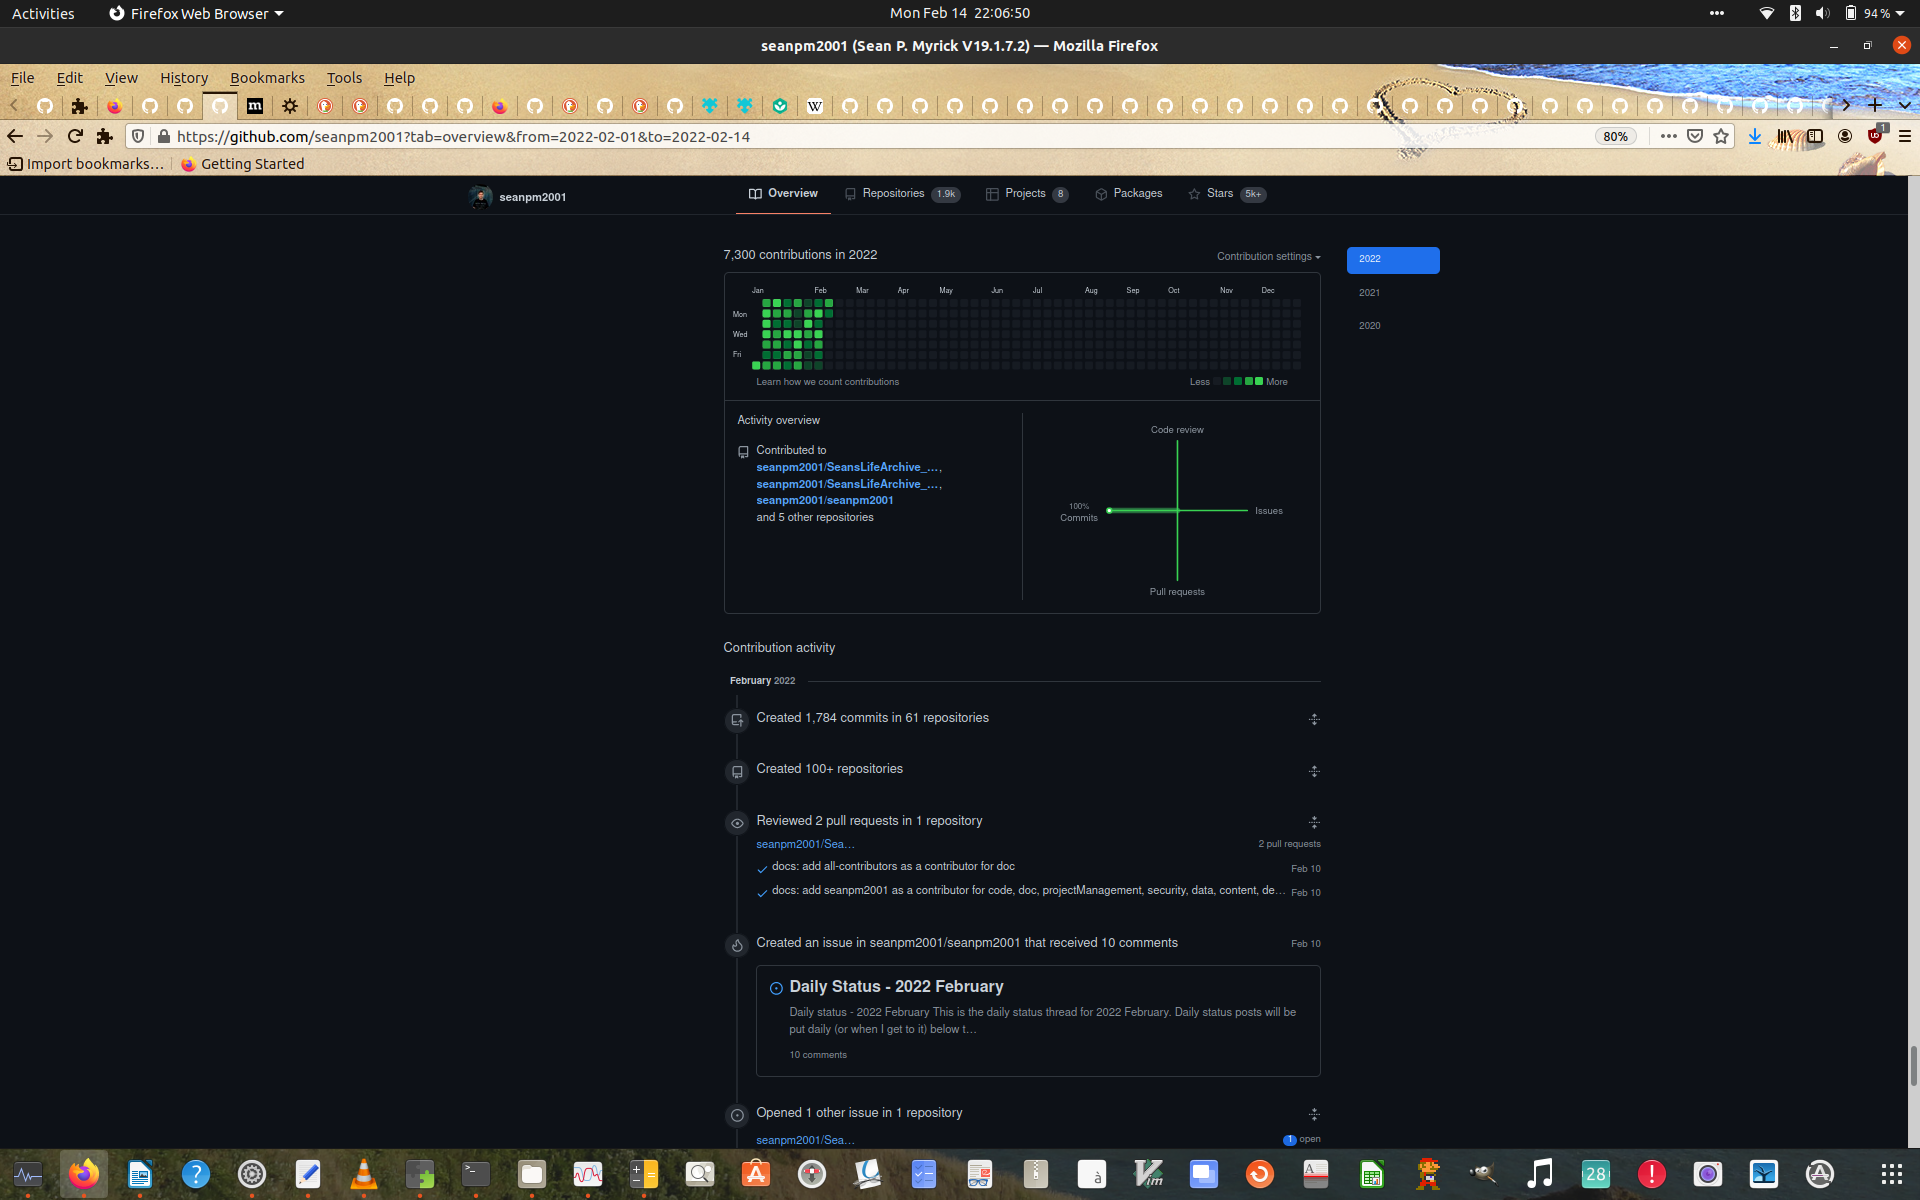 Activities
Firefox Web Browser
Mon Feb 14 22:06:50
94 %
seanpm2001 (Sean P. Myrick V19.1.7.2) — Mozilla Firefox
File Edit View History Bookmarks Tools Help
m
W
https://github.com/seanpm2001?tab=overview&from=2022-02-01&to=2022-02-14
80%
1
Import bookmarks...
Getting Started
seanpm2001
Overview
Repositories 1.9k
Projects 8
Packages
Stars 5k+
7,300 contributions in 2022
Contribution settings
2022
2021
2020
Jan Feb Mar Apr May Jun Jul Aug Sep Oct Nov Dec
Mon
Wed
Fri
Learn how we count contributions
Less
More
Activity overview
Contributed to
seanpm2001/SeansLifeArchive_...,
seanpm2001/SeansLifeArchive_...,
seanpm2001/seanpm2001
and 5 other repositories
Code review
100%
Commits
Issues
Pull requests
Contribution activity
February 2022
Created 1,784 commits in 61 repositories
Created 100+ repositories
Reviewed 2 pull requests in 1 repository
seanpm2001/Sea...
2 pull requests
docs: add all-contributors as a contributor for doc
Feb 10
docs: add seanpm2001 as a contributor for code, doc, projectManagement, security, data, content, de...
Feb 10
Created an issue in seanpm2001/seanpm2001 that received 10 comments
Feb 10
Daily Status - 2022 February
Daily status - 2022 February This is the daily status thread for 2022 February. Daily status posts will be
put daily (or when I get to it) below t...
10 comments
Opened 1 other issue in 1 repository
seanpm2001/Sea...
1 open
?
à
Vim
A
28
!